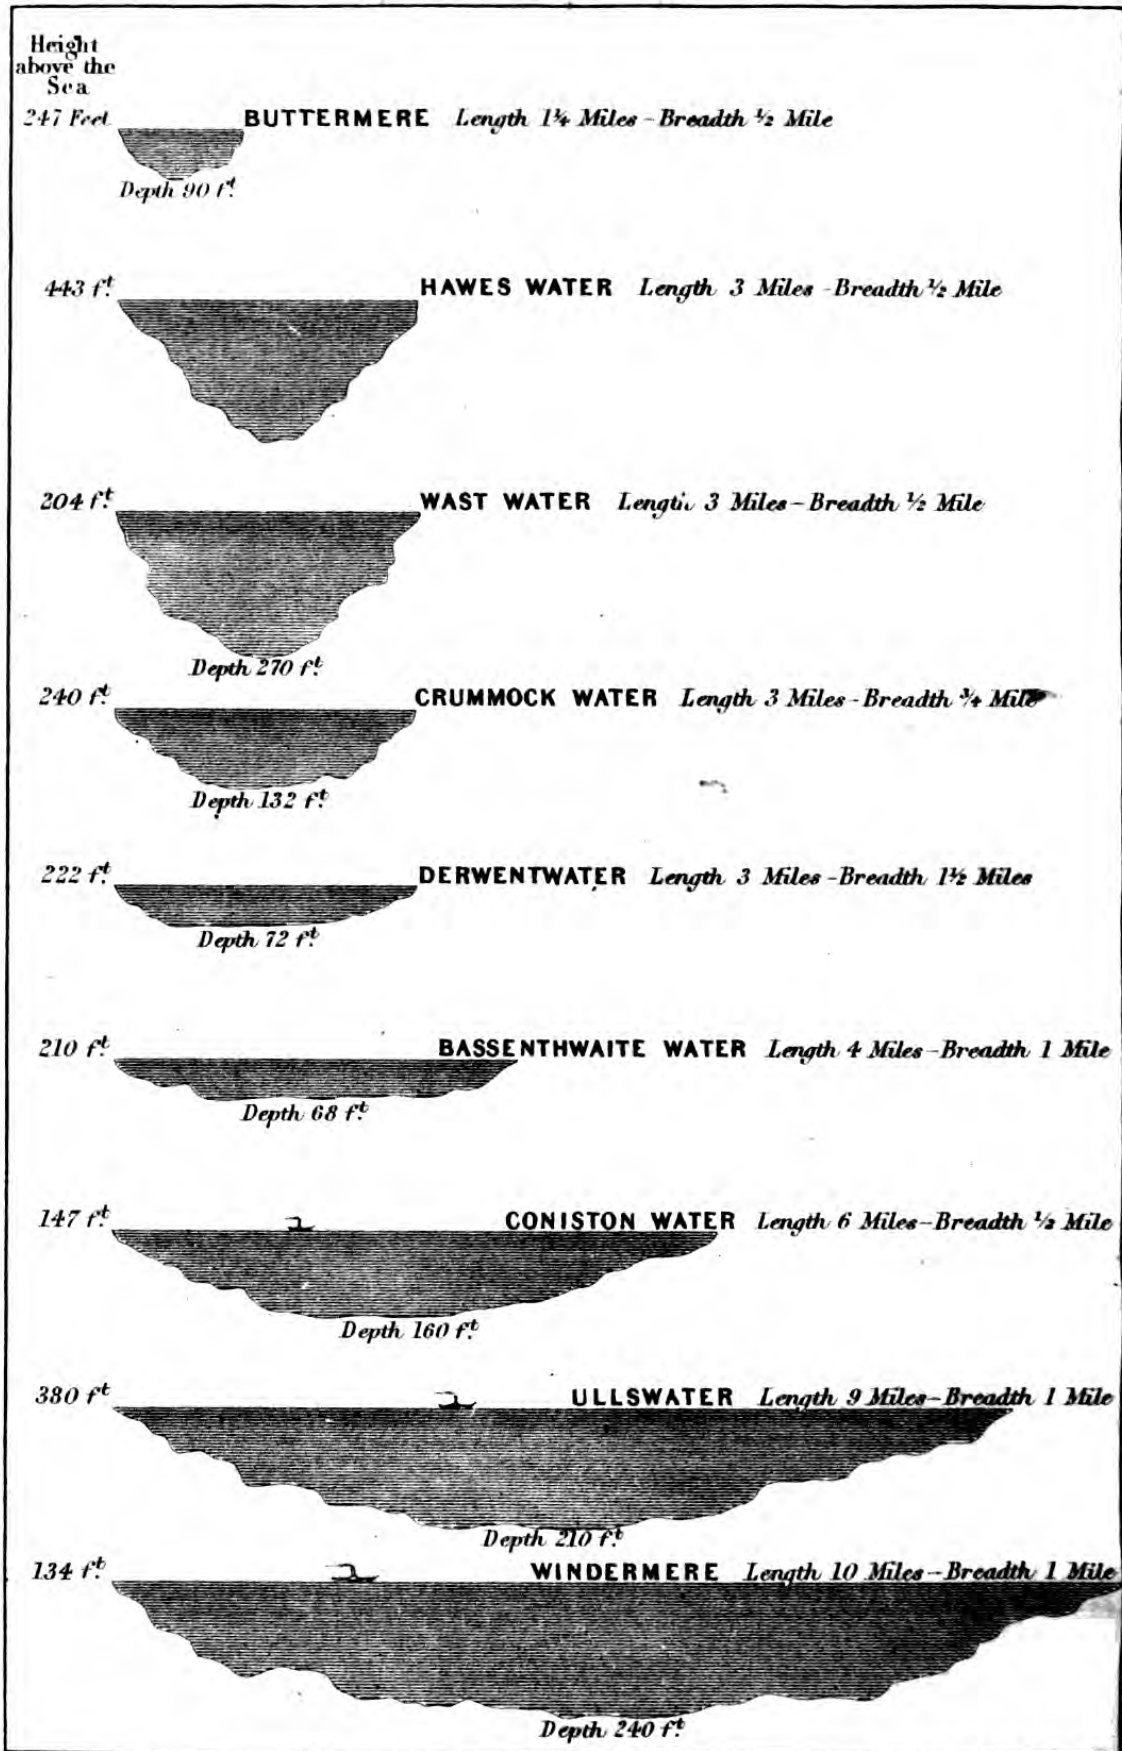 Height
above the
Sea
247 Feet BUTTERMERE Length 1¼ Miles - Breadth ½ Mile
Depth 90 ft.
443 ft. HAWES WATER Length 3 Miles - Breadth ½ Mile
204 ft. WAST WATER Length 3 Miles - Breadth ½ Mile
Depth 270 ft.
240 ft. CRUMMOCK WATER Length 3 Miles - Breadth ¾ Mile
Depth 132 ft.
222 ft. DERWENTWATER Length 3 Miles - Breadth 1½ Miles
Depth 72 ft.
210 ft. BASSENTHWAITE WATER Length 4 Miles - Breadth 1 Mile
Depth 68 ft.
147 ft. CONISTON WATER Length 6 Miles - Breadth ½ Mile
Depth 160 ft.
380 ft ULLSWATER Length 9 Miles - Breadth 1 Mile
Depth 210 ft.
134 ft. WINDERMERE Length 10 Miles - Breadth 1 Mile
Depth 240 ft.